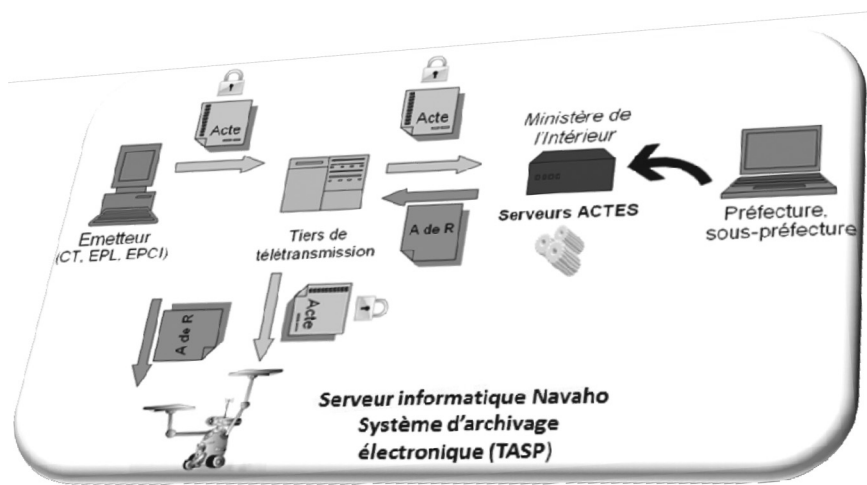 Acte
Acte
Ministère de
l'Intérieur
Emetteur
(CT, EPL, EPCI)
Tiers de
télétransmission
A de R
Serveurs ACTES
Préfecture,
sous-préfecture
A de R
Acte
Serveur informatique Navaho
Système d'archivage
électronique (TASP)